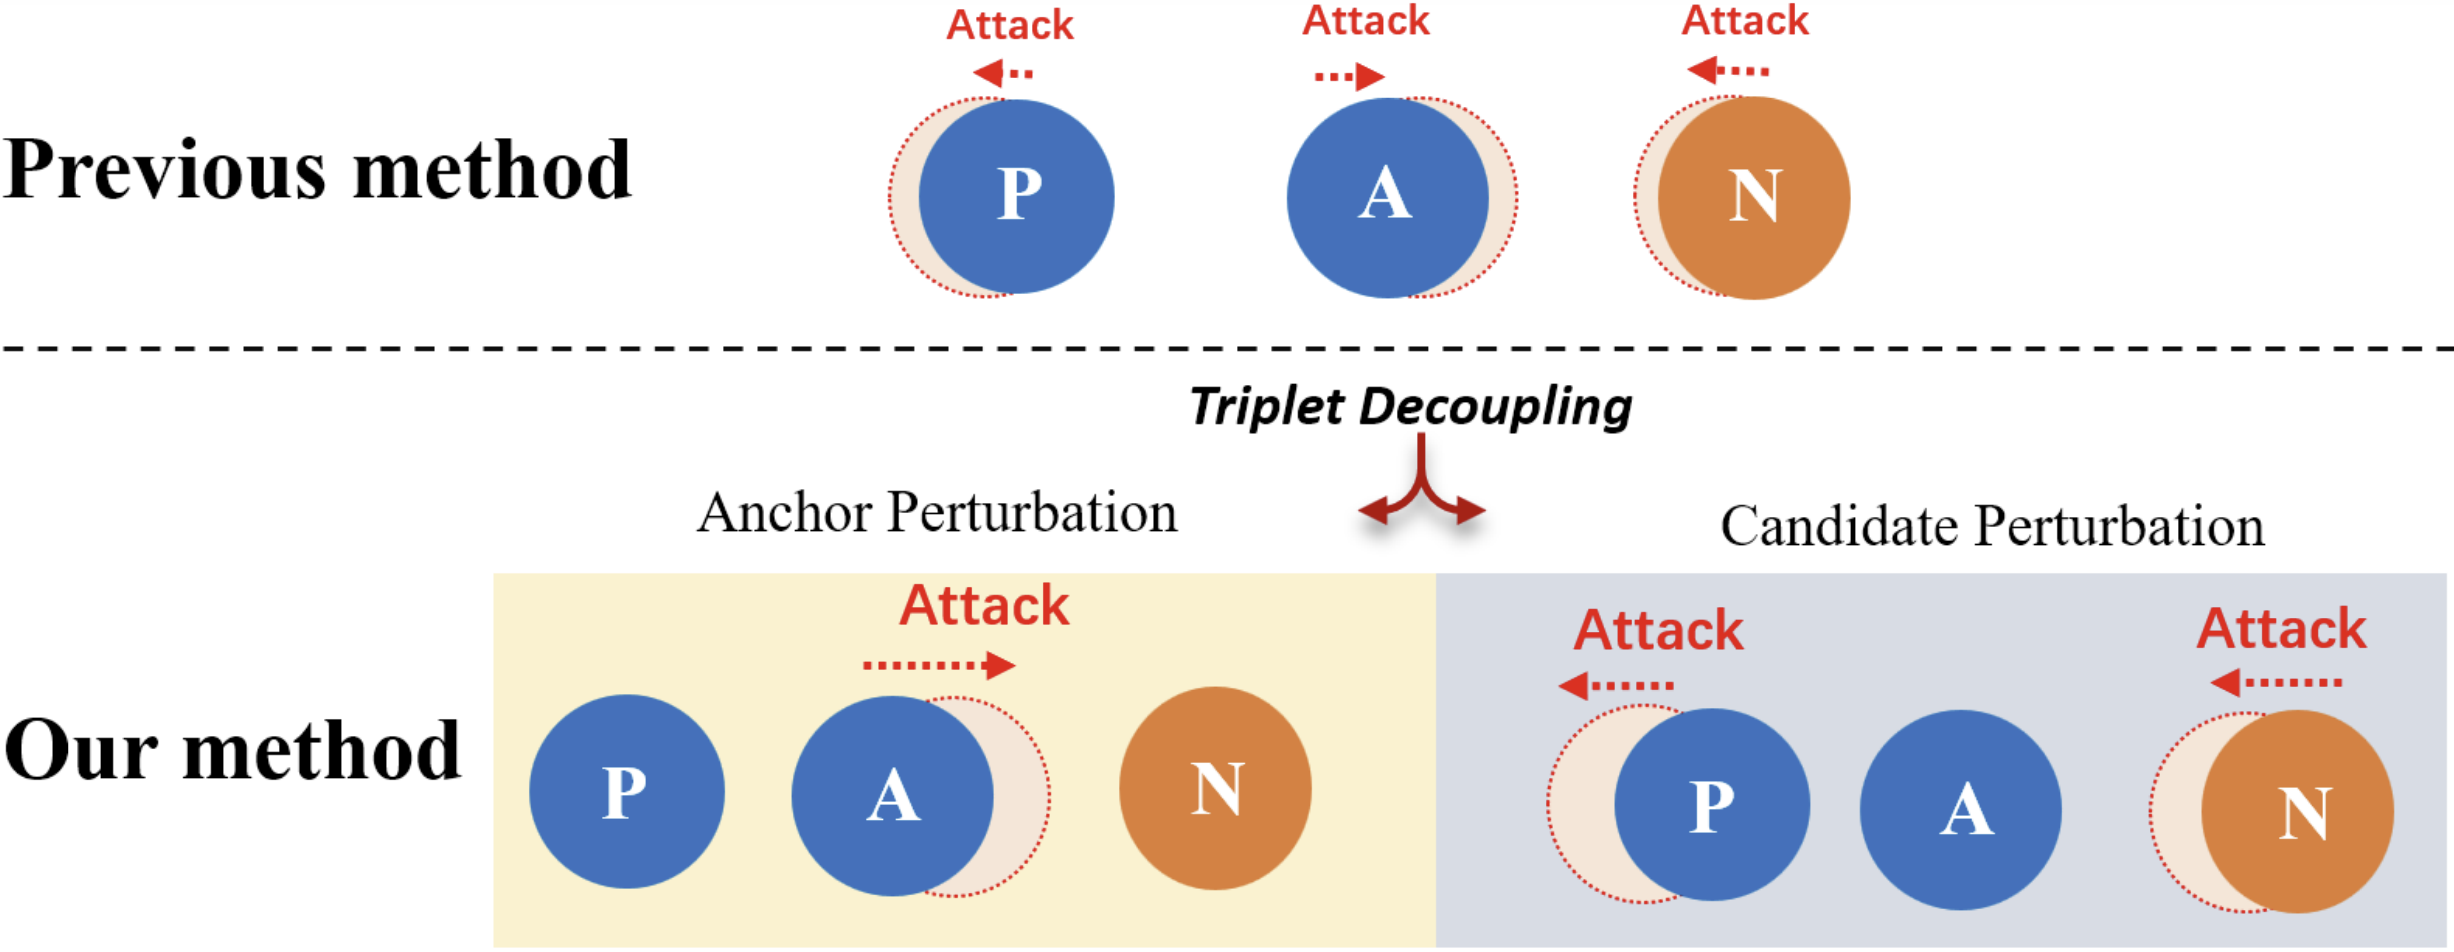 Attack Attack Attack
Previous method
P A N
Triplet Decoupling
Anchor Perturbation
Candidate Perturbation
Attack
Attack Attack
Our method
P A N
P A N